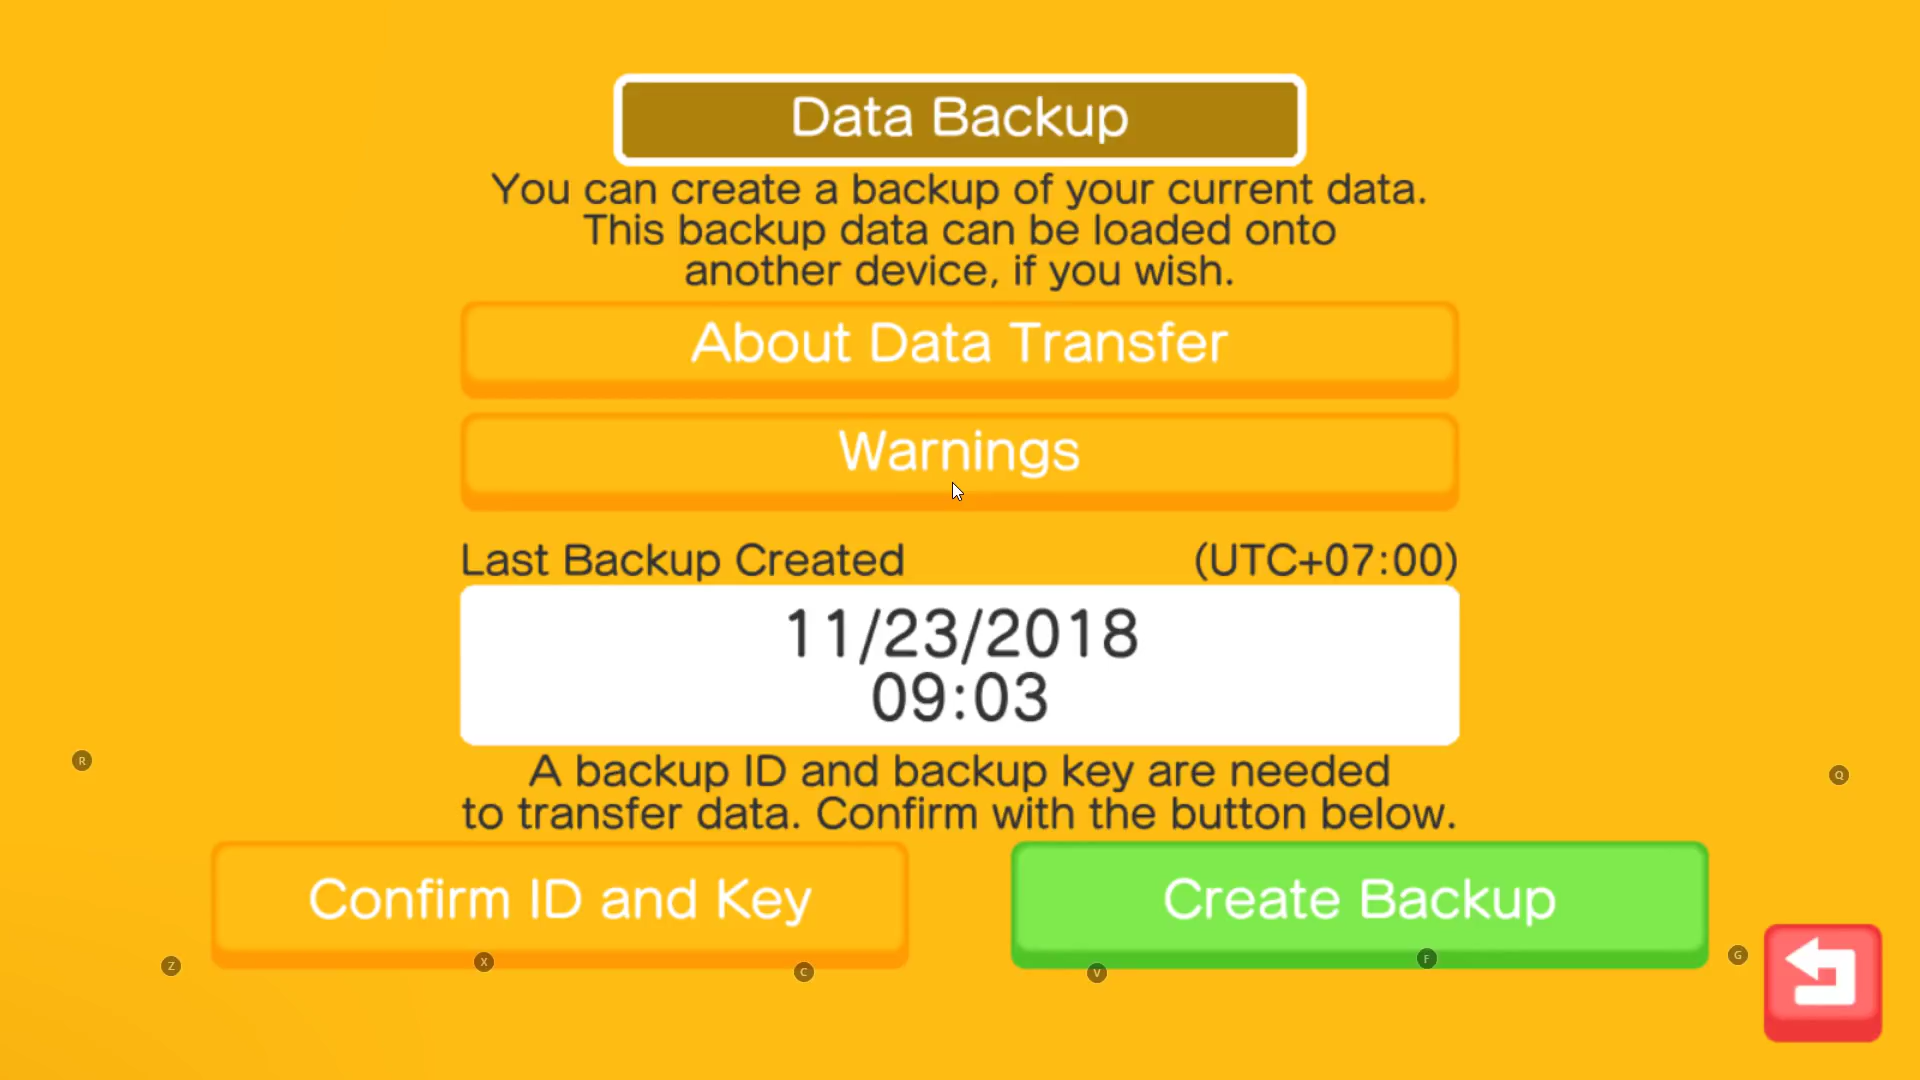 Data Backup
You can create a backup of your current data.
This backup data can be loaded onto
another device, if you wish.
About Data Transfer
Warnings
Last Backup Created (UTC+07:00)
11/23/2018
09:03
A backup ID and backup key are needed
to transfer data. Confirm with the button below.
Confirm ID and Key Create Backup
R
Q
Z X C V F G